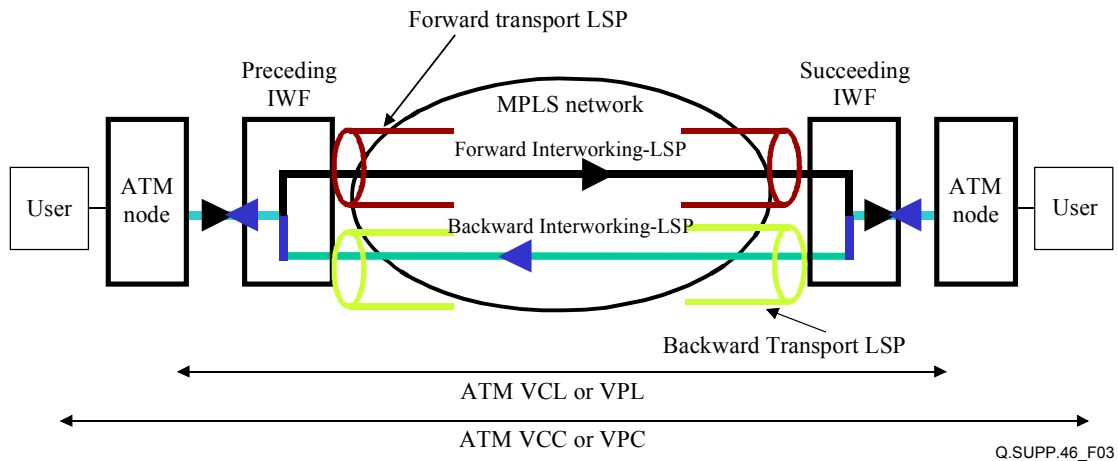 Forward transport LSP
Preceding
IWF
Succeeding
IWF
MPLS network
User
ATM
node
Forward Interworking-LSP
Backward Interworking-LSP
ATM
node
User
Backward Transport LSP
ATM VCL or VPL
ATM VCC or VPC
Q.SUPP.46_F03